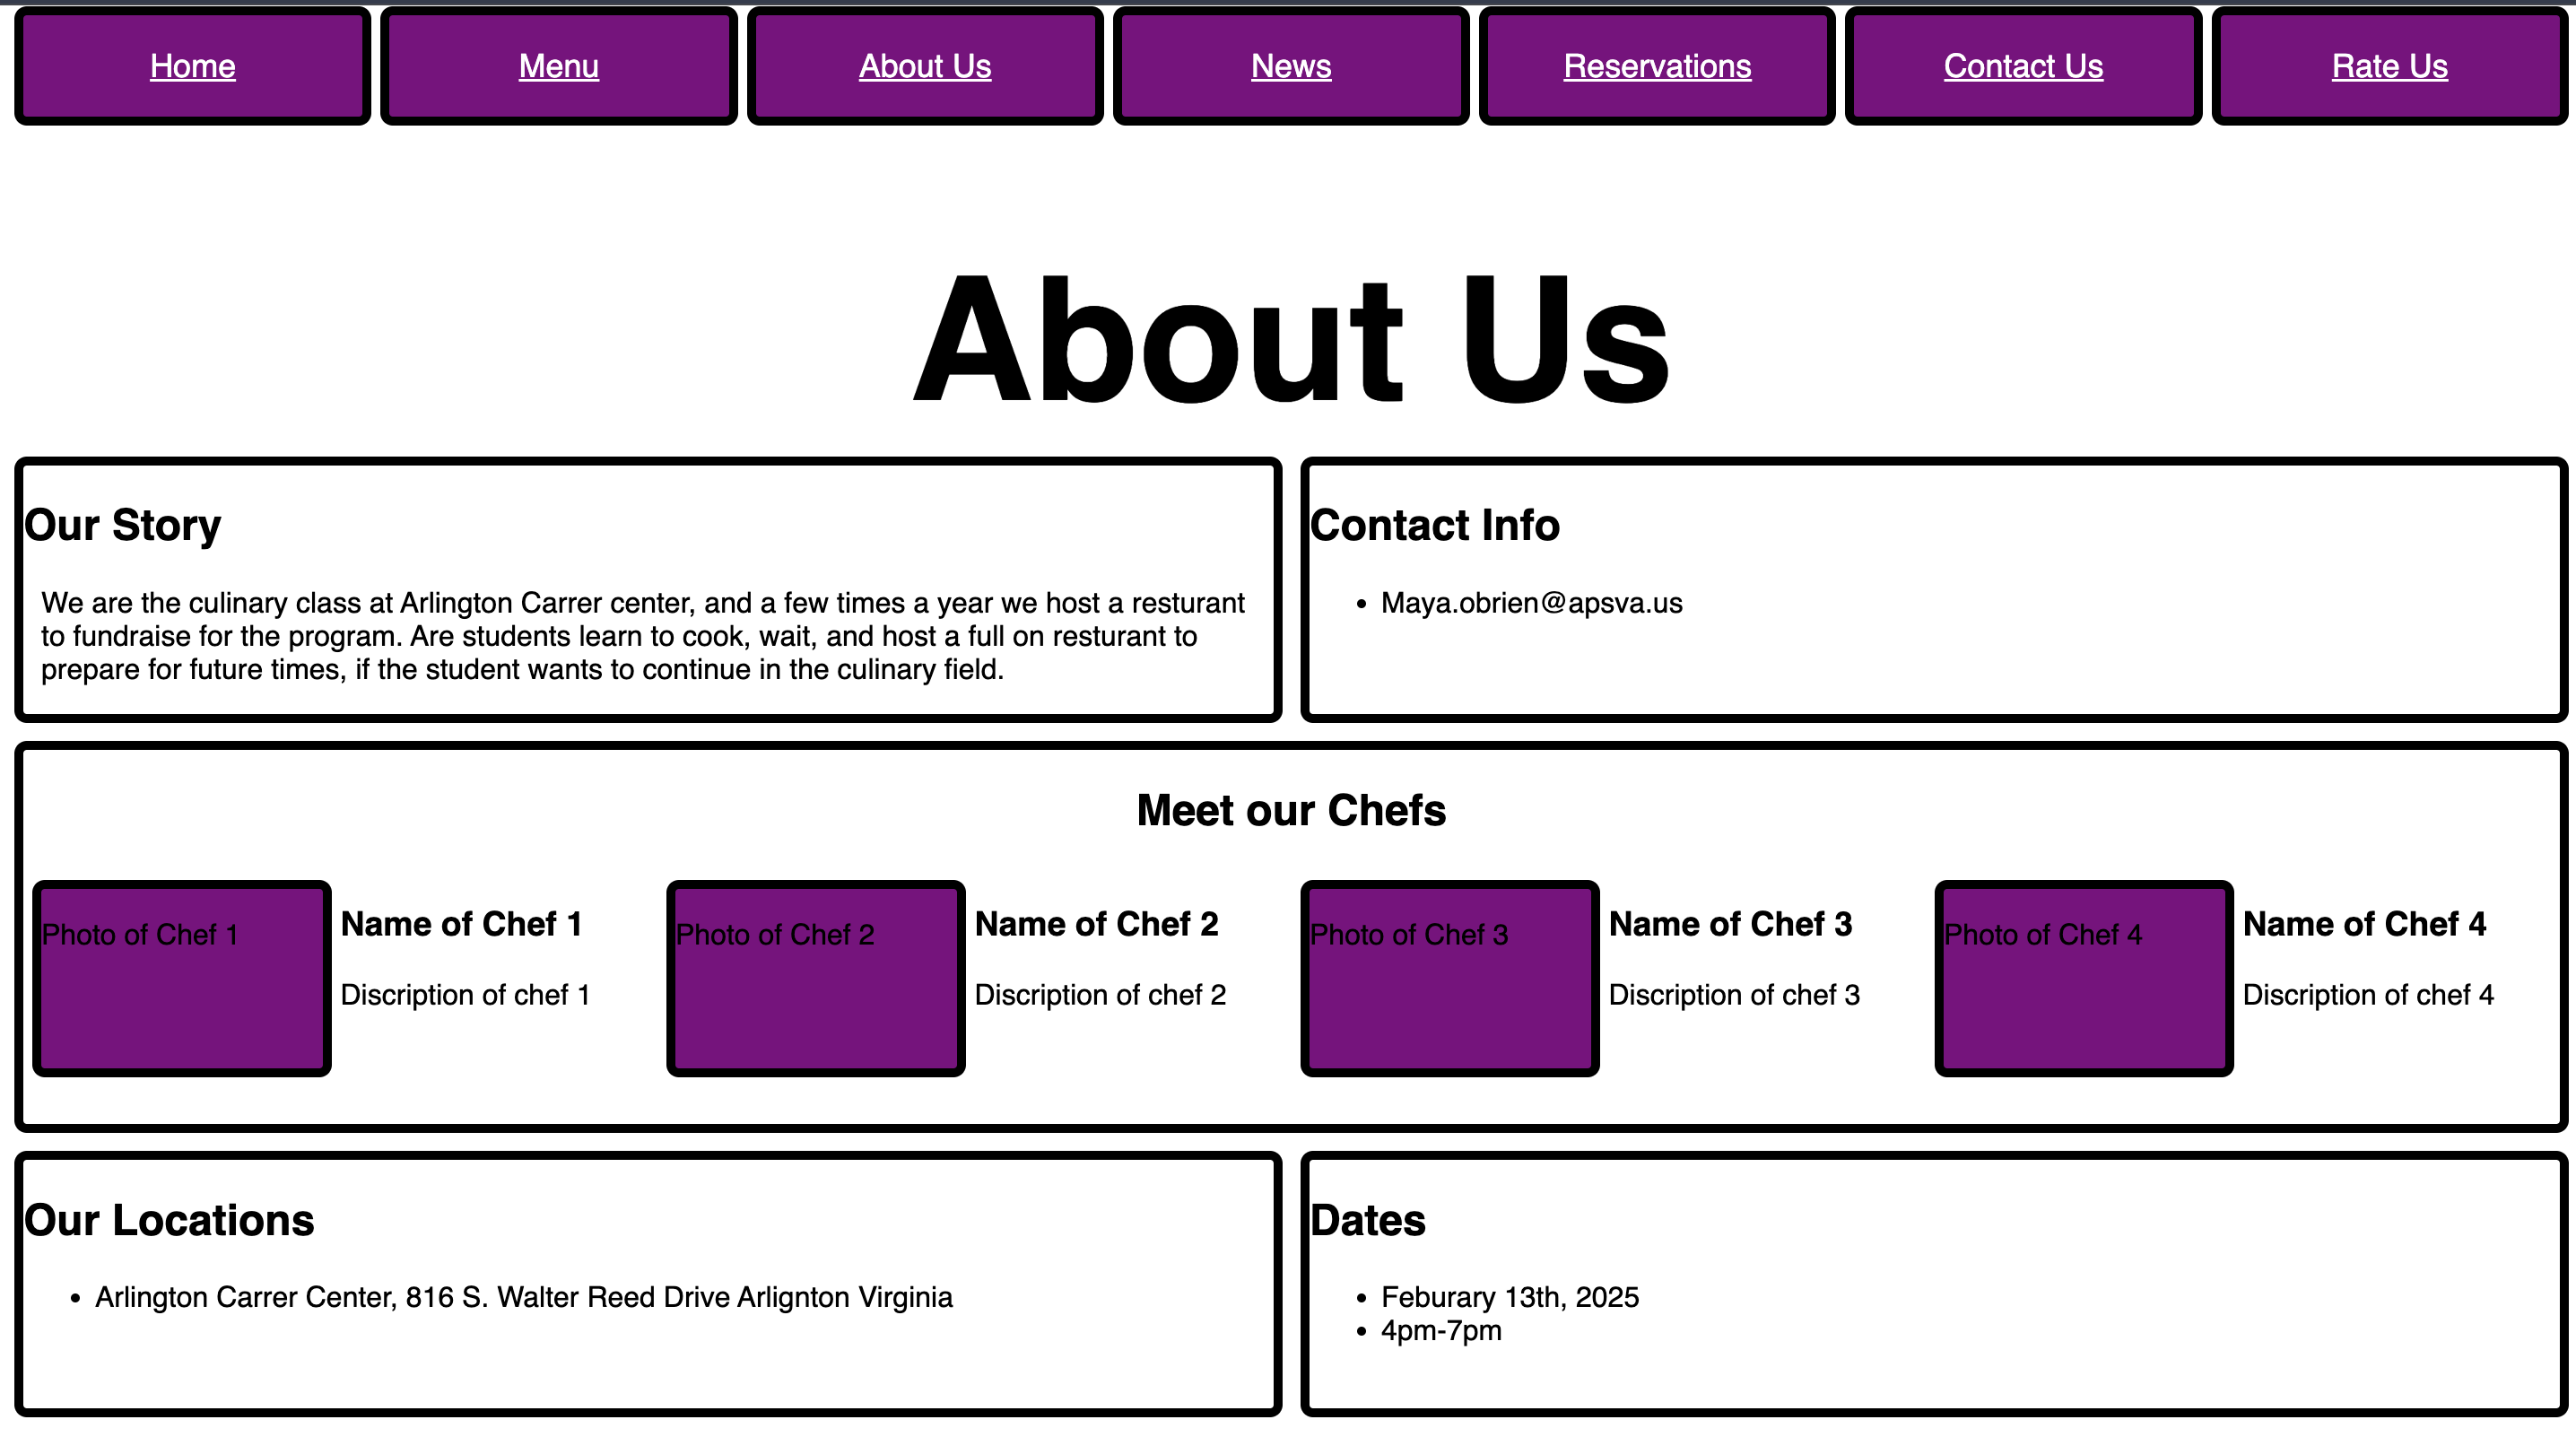 Home
Menu
About Us
News
Reservations
Contact Us
Rate Us
About Us
Our Story
We are the culinary class at Arlington Carrer center, and a few times a year we host a resturant
to fundraise for the program. Are students learn to cook, wait, and host a full on resturant to
prepare for future times, if the student wants to continue in the culinary field.
Contact Info
• Maya.obrien@apsva.us
Meet our Chefs
Photo of Chef 1
Name of Chef 1
Discription of chef 1
Photo of Chef 2
Name of Chef 2
Discription of chef 2
Photo of Chef 3
Name of Chef 3
Discription of chef 3
Photo of Chef 4
Name of Chef 4
Discription of chef 4
Our Locations
• Arlington Carrer Center, 816 S. Walter Reed Drive Arlignton Virginia
Dates
• Feburary 13th, 2025
• 4pm-7pm